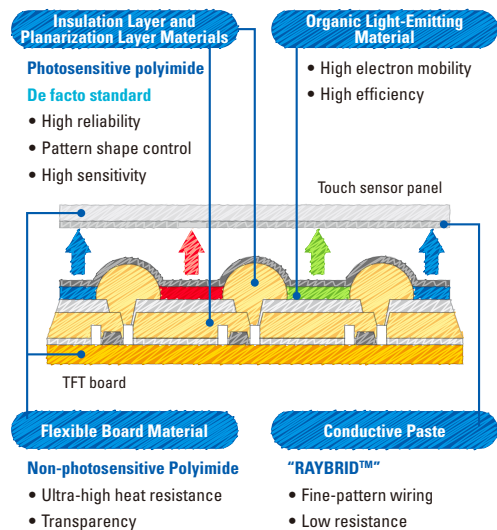 Insulation Layer and
Planarization Layer Materials
Photosensitive polyimide
De facto standard
• High reliability
• Pattern shape control
• High sensitivity
Organic Light-Emitting
Material
• High electron mobility
• High efficiency
Touch sensor panel
TFT board
Flexible Board Material
Non-photosensitive Polyimide
• Ultra-high heat resistance
• Transparency
Conductive Paste
“RAYBRID™”
• Fine-pattern wiring
• Low resistance